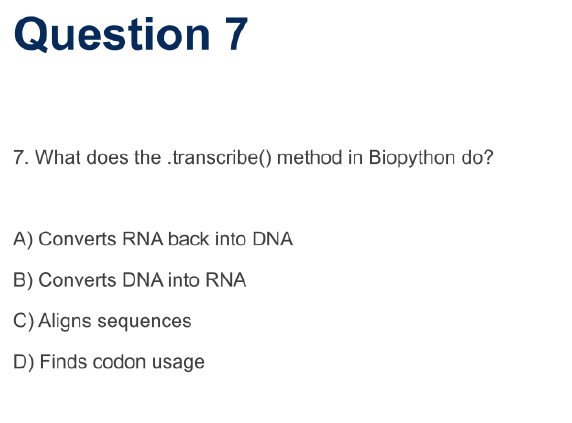 Question 7
7. What does the .transcribe() method in Biopython do?
A) Converts RNA back into DNA
B) Converts DNA into RNA
C) Aligns sequences
D) Finds codon usage